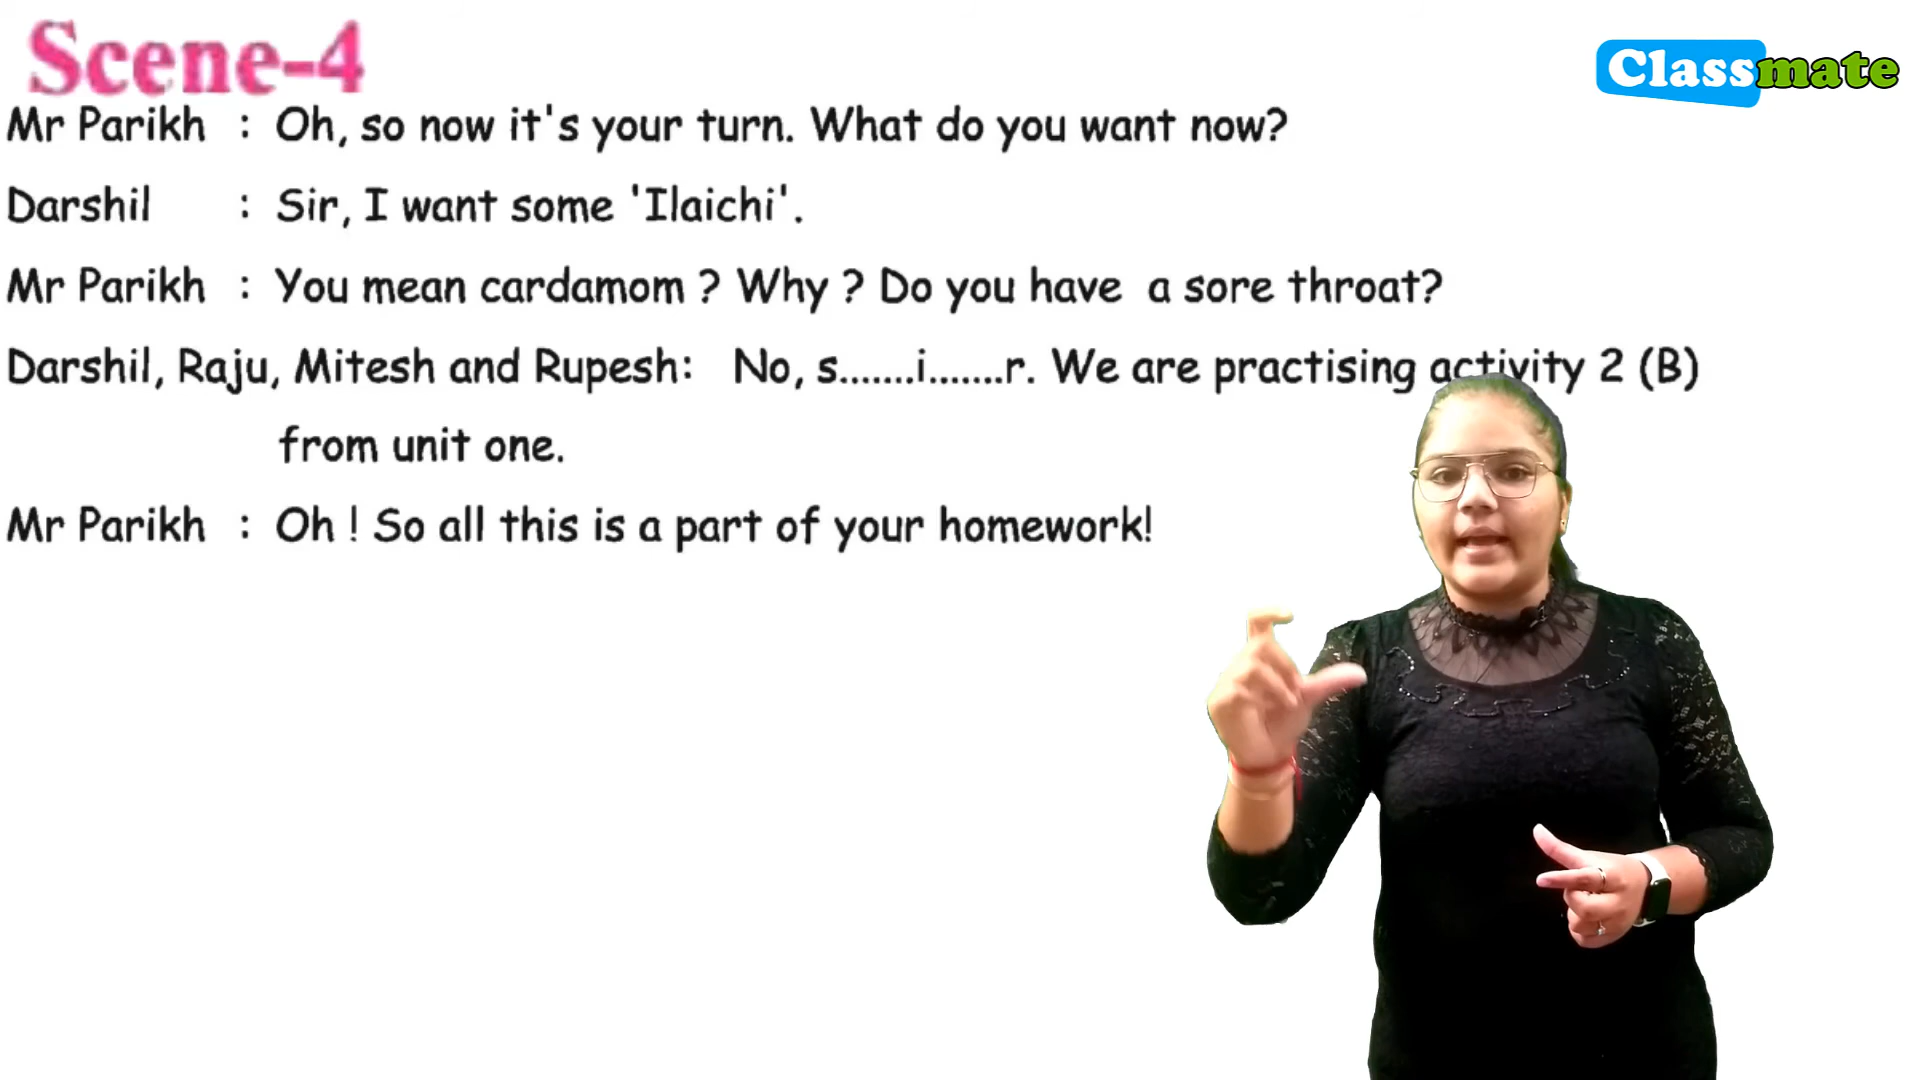 Scene-4
Classmate
Mr Parikh : Oh, so now it's your turn. What do you want now?
Darshil : Sir, I want some 'Ilaichi'.
Mr Parikh : You mean cardamom ? Why ? Do you have a sore throat?
Darshil, Raju, Mitesh and Rupesh: No, s.......i.......r. We are practising activity 2 (B)
from unit one.
Mr Parikh : Oh ! So all this is a part of your homework!